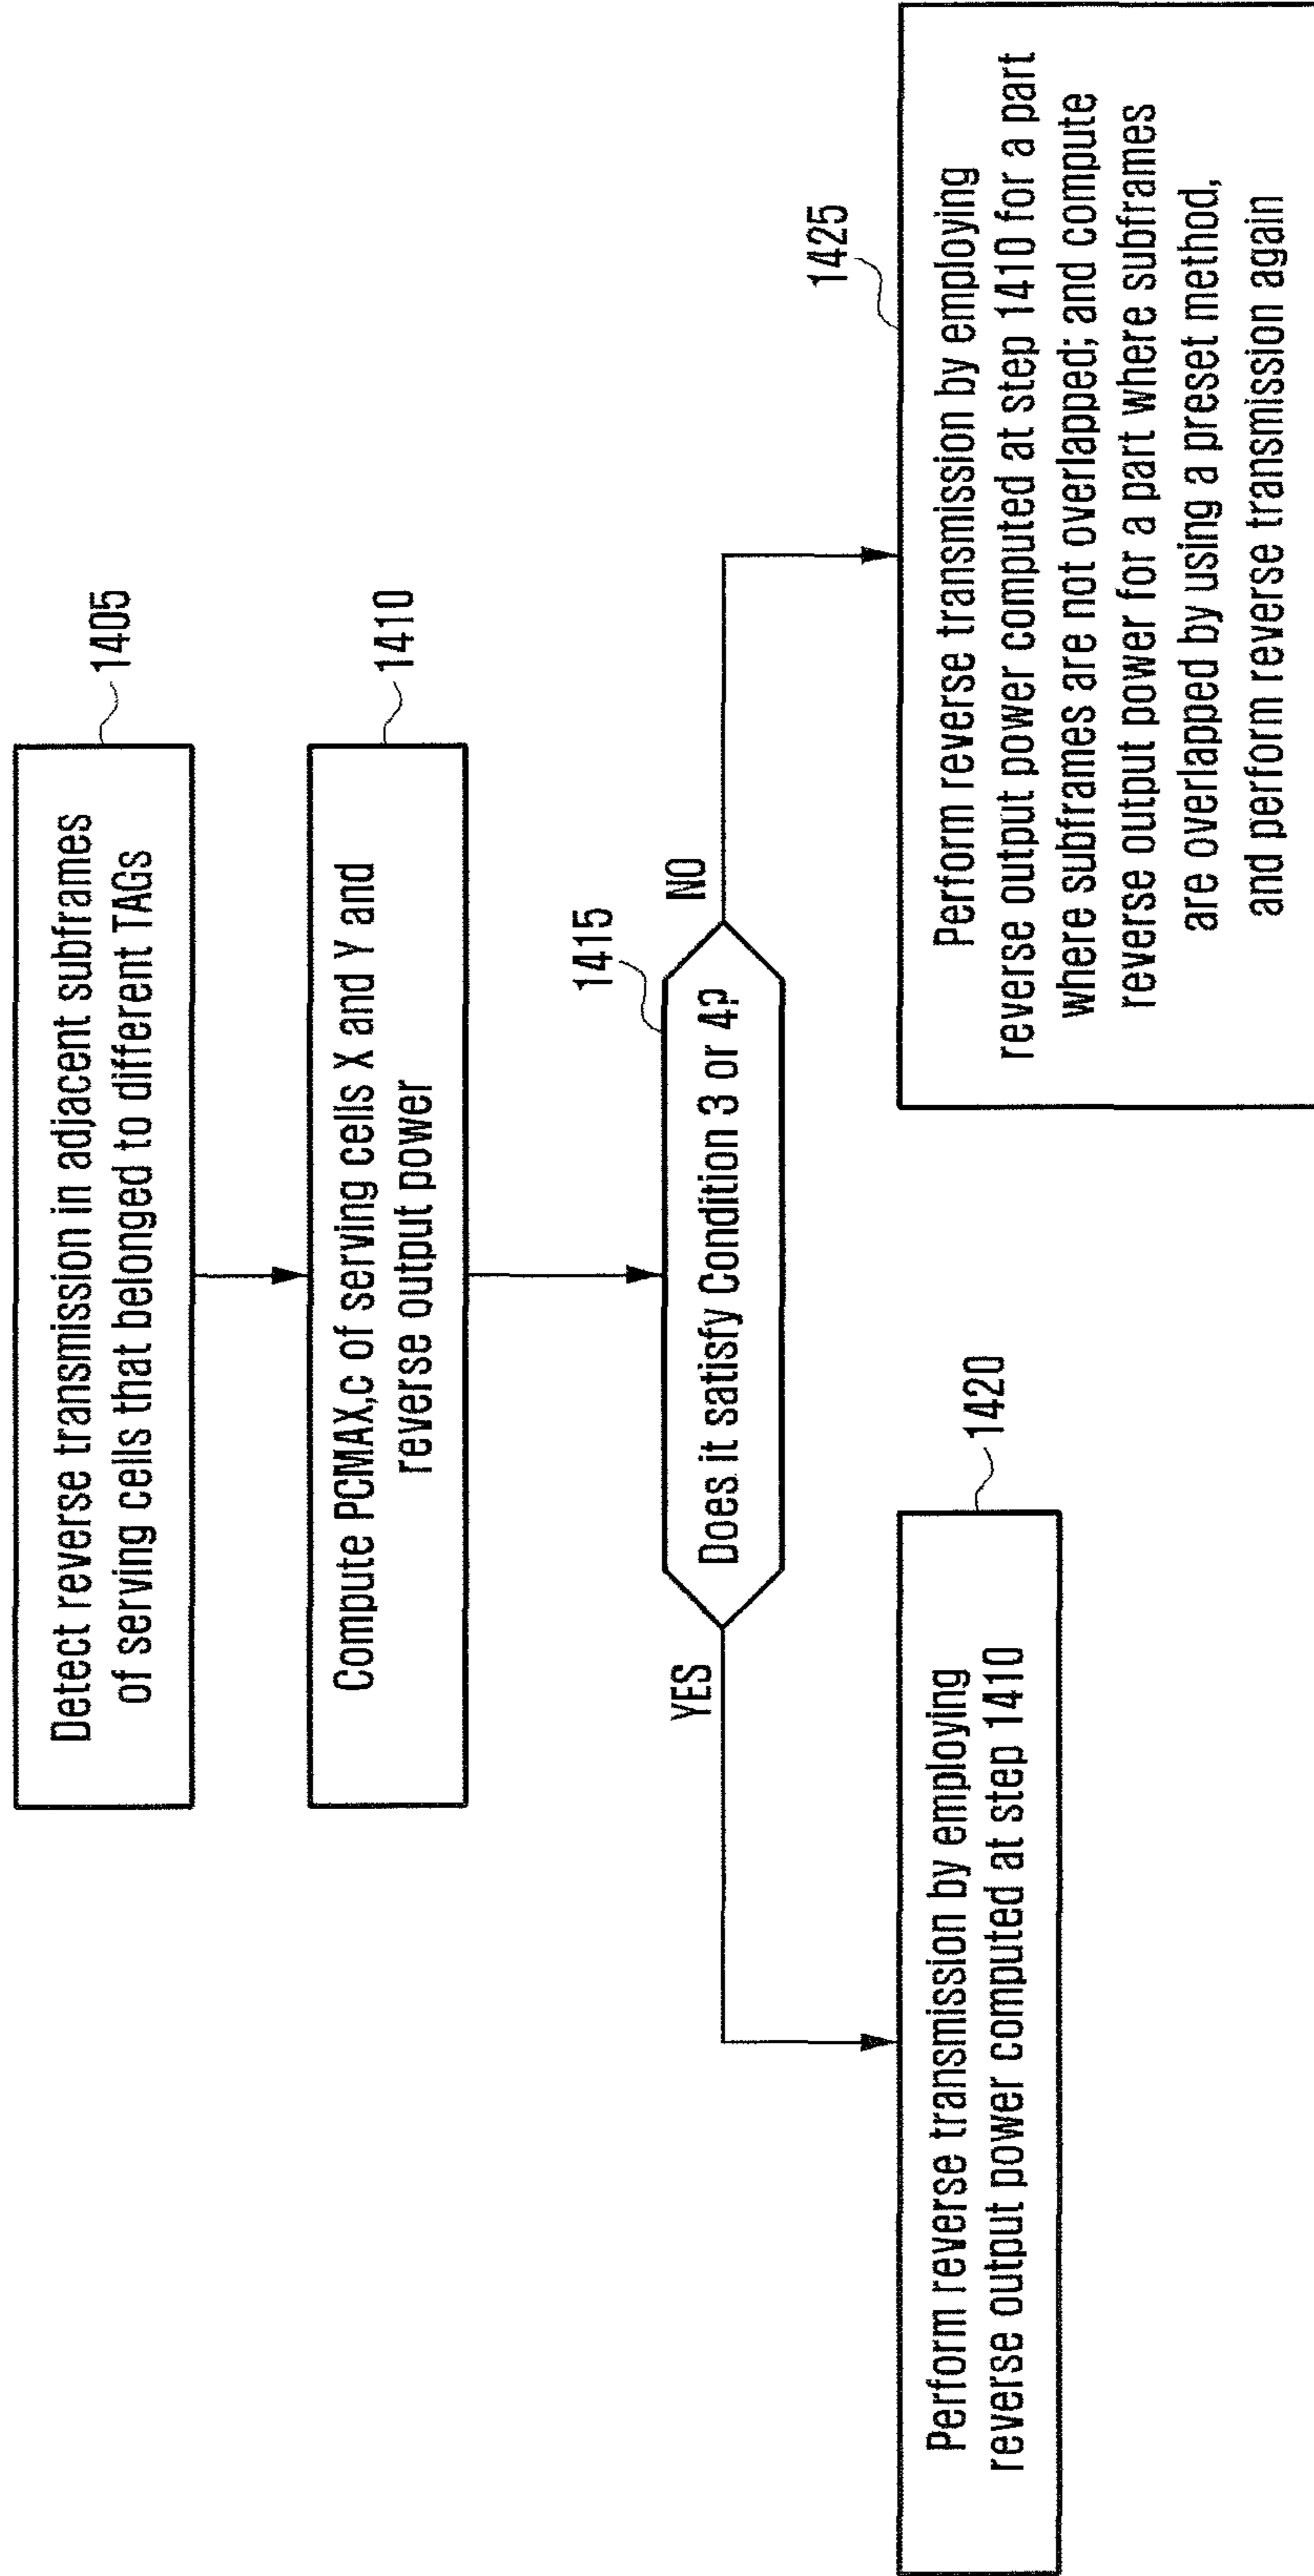 Detect reverse transmission in adjacent subframes
of serving cells that belonged to different TAGs
1405
Compute PCMAX,c of serving cells X and Y and
reverse output power
1410
Does it satisfy Condition 3 or 4?
1415
YES
NO
Perform reverse transmission by employing
reverse output power computed at step 1410
1420
Perform reverse transmission by employing
reverse output power computed at step 1410 for a part
where subframes are not overlapped; and compute
reverse output power for a part where subframes
are overlapped by using a preset method,
and perform reverse transmission again
1425